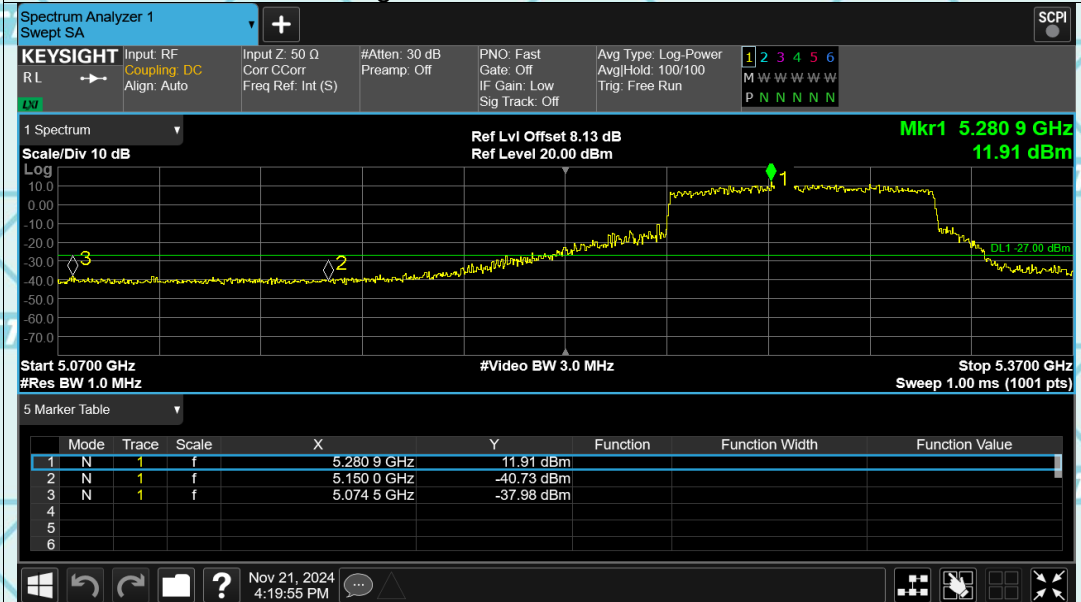 Spectrum Analyzer 1
Swept SA
+
SCPI
KEYSIGHT
R L
LXI
Input: RF
Coupling: DC
Align: Auto
Input Z: 50 Ω
Corr CCorr
Freq Ref: Int (S)
#Atten: 30 dB
Preamp: Off
PNO: Fast
Gate: Off
IF Gain: Low
Sig Track: Off
Avg Type: Log-Power
Avg|Hold: 100/100
Trig: Free Run
1 2 3 4 5 6
M W W W W W
P N N N N N
1 Spectrum
Scale/Div 10 dB
Ref Lvl Offset 8.13 dB
Ref Level 20.00 dBm
Mkr1 5.280 9 GHz
11.91 dBm
Log
10.0
0.00
-10.0
-20.0
-30.0
-40.0
-50.0
-60.0
-70.0
1
2
3
DL1 -27.00 dBm
Start 5.0700 GHz
#Res BW 1.0 MHz
#Video BW 3.0 MHz
Stop 5.3700 GHz
Sweep 1.00 ms (1001 pts)
5 Marker Table
Mode Trace Scale X Y Function Function Width Function Value
1 N 1 f 5.280 9 GHz 11.91 dBm
2 N 1 f 5.150 0 GHz -40.73 dBm
3 N 1 f 5.074 5 GHz -37.98 dBm
4
5
6
?
Nov 21, 2024
4:19:55 PM